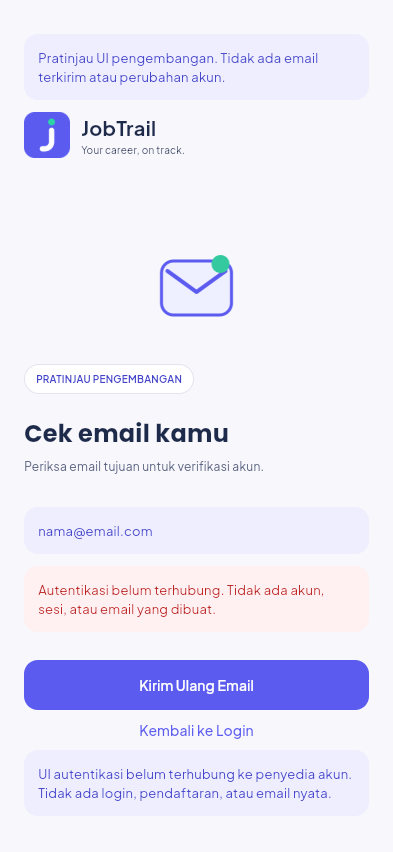 Pratinjau UI pengembangan. Tidak ada email
terkirim atau perubahan akun.
JobTrail
Your career, on track.
PRATINJAU PENGEMBANGAN
Cek email kamu
Periksa email tujuan untuk verifikasi akun.
nama@email.com
Autentikasi belum terhubung. Tidak ada akun,
sesi, atau email yang dibuat.
Kirim Ulang Email
Kembali ke Login
UI autentikasi belum terhubung ke penyedia akun.
Tidak ada login, pendaftaran, atau email nyata.